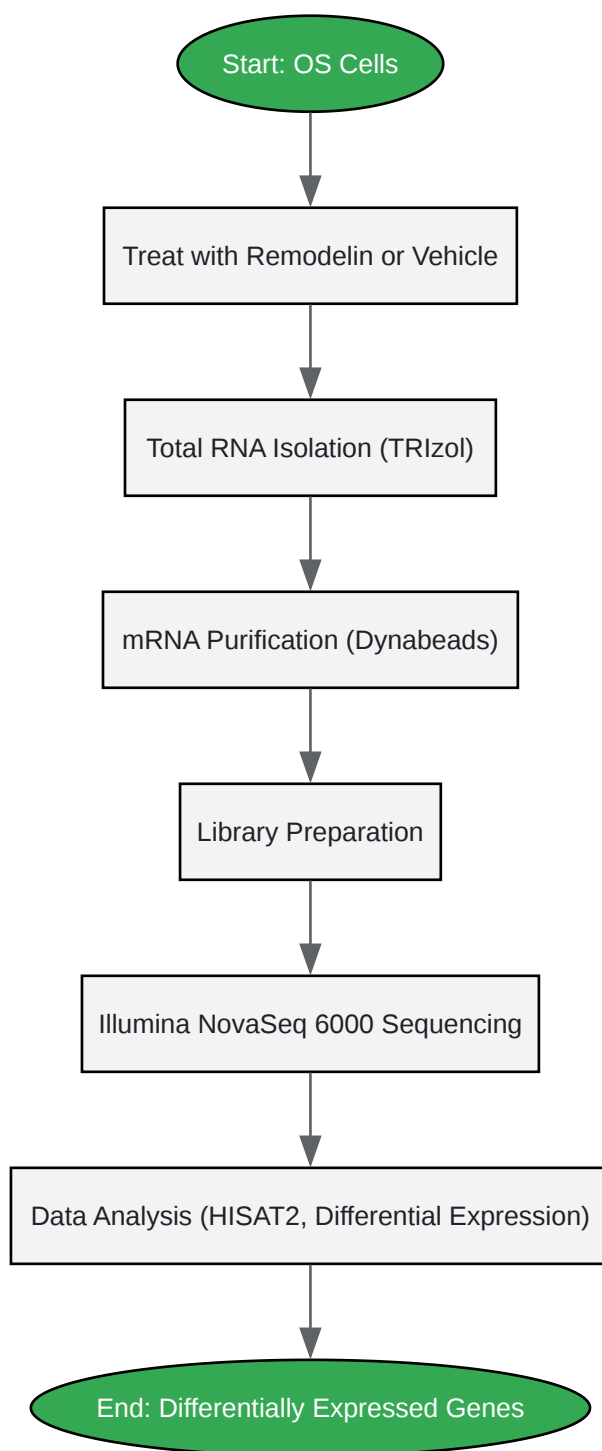 Start: OS Cells
Treat with Remodelin or Vehicle
Total RNA Isolation (TRIzol)
mRNA Purification (Dynabeads)
Library Preparation
Illumina NovaSeq 6000 Sequencing
Data Analysis (HISAT2, Differential Expression)
End: Differentially Expressed Genes